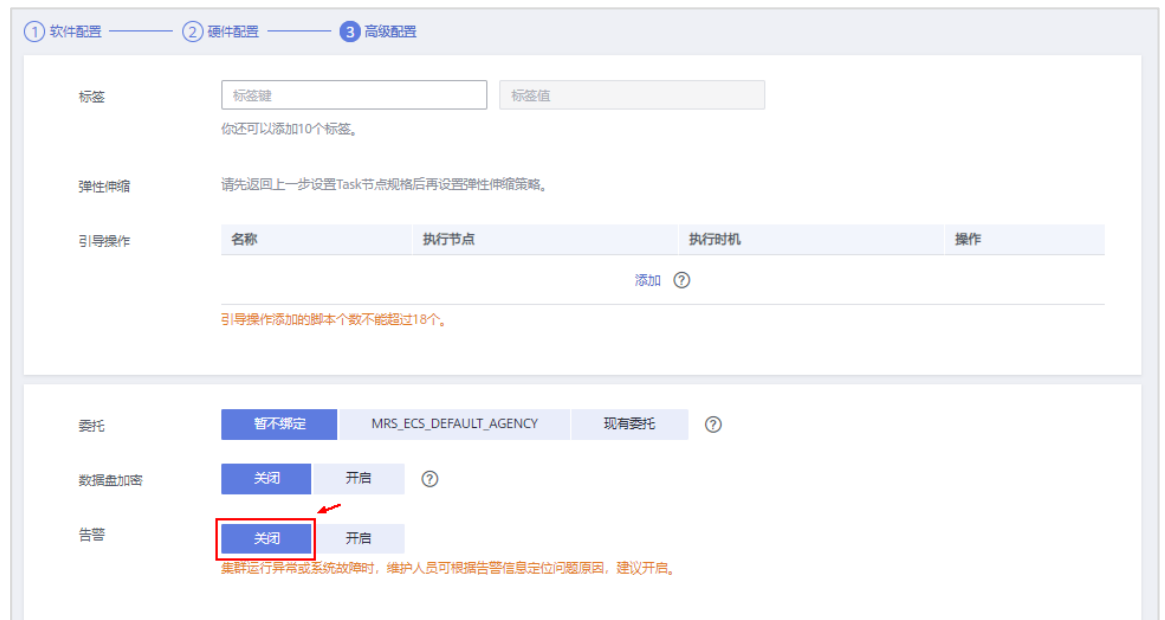 1 软件配置 2 硬件配置 3 高级配置
标签 标签键 标签值
你还可以添加10个标签。
弹性伸缩 请先返回上一步设置Task节点规格后再设置弹性伸缩策略。
引导操作 名称 执行节点 执行时机 操作
添加 ?
引导操作添加的脚本个数不能超过18个。
委托 暂不绑定 MRS_ECS_DEFAULT_AGENCY 现有委托 ?
数据盘加密 关闭 开启 ?
告警 关闭 开启
集群运行异常或系统故障时，维护人员可根据告警信息定位问题原因，建议开启。